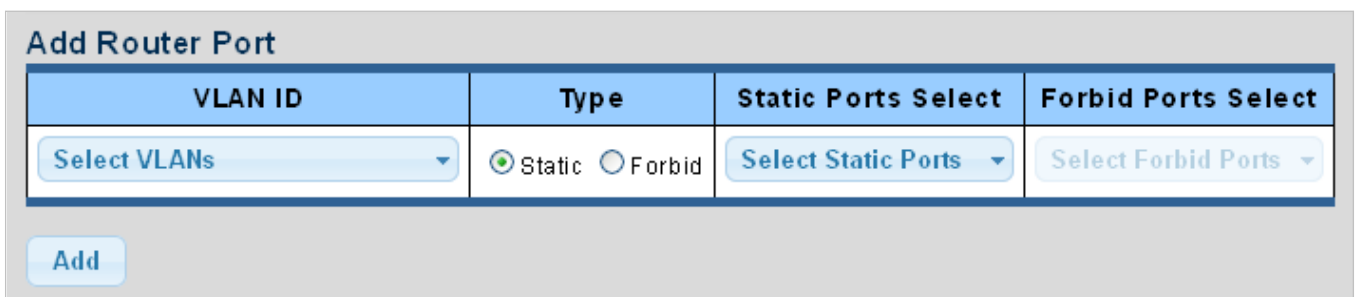 Add Router Port
VLAN ID Type Static Ports Select Forbid Ports Select
Select VLANs Static Forbid Select Static Ports Select Forbid Ports
Add